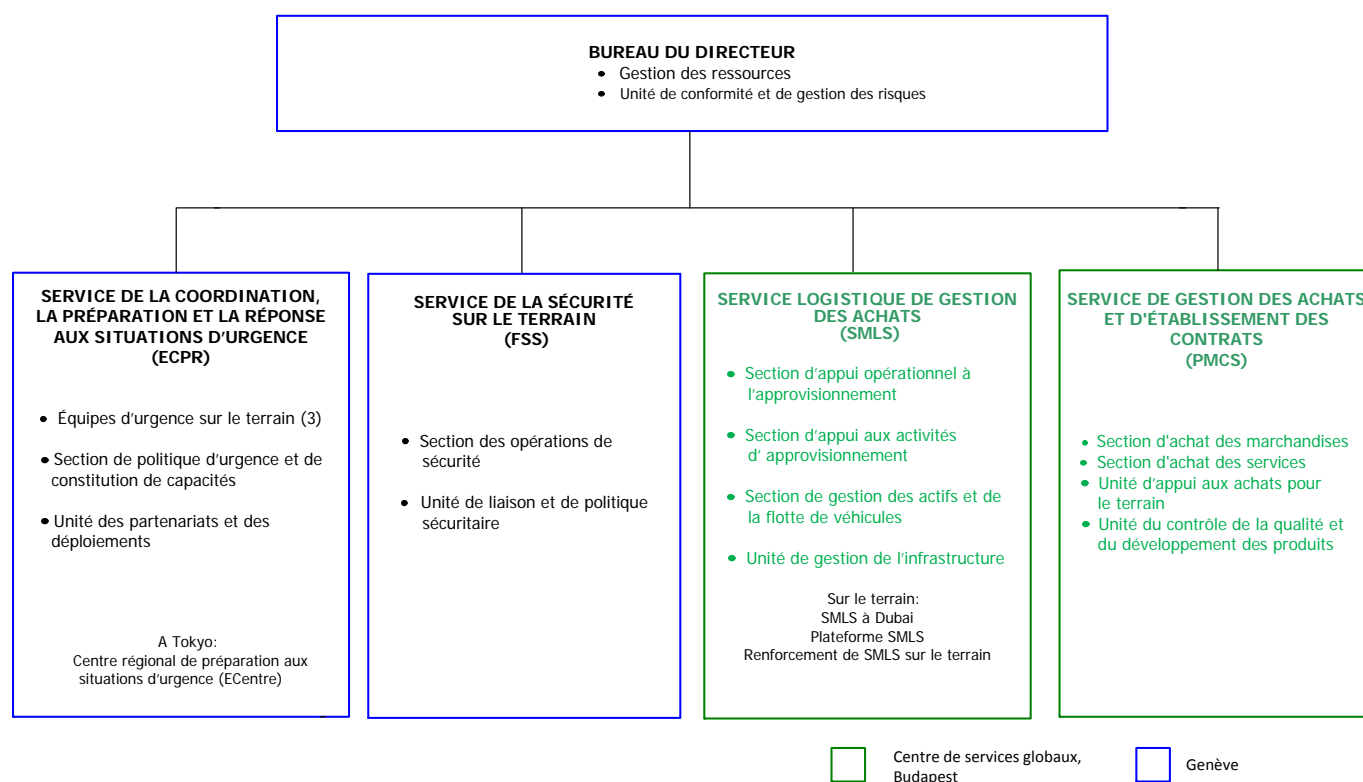 BUREAU DU DIRECTEUR
• Gestion des ressources
• Unité de conformité et de gestion des risques
SERVICE DE LA COORDINATION,
LA PRÉPARATION ET LA RÉPONSE
AUX SITUATIONS D’URGENCE
(ECPR)
• Équipes d’urgence sur le terrain (3)
• Section de politique d’urgence et de
constitution de capacités
• Unité des partenariats et des
déploiements
A Tokyo:
Centre régional de préparation aux
situations d’urgence (ECentre)
SERVICE DE LA SÉCURITÉ
SUR LE TERRAIN
(FSS)
• Section des opérations de
sécurité
• Unité de liaison et de politique
sécuritaire
SERVICE LOGISTIQUE DE GESTION
DES ACHATS
(SMLS)
• Section d’appui opérationnel à
l’approvisionnement
• Section d’appui aux activités
d’ approvisionnement
• Section de gestion des actifs et de
la flotte de véhicules
• Unité de gestion de l’infrastructure
Sur le terrain:
SMLS à Dubai
Plateforme SMLS
Renforcement de SMLS sur le terrain
SERVICE DE GESTION DES ACHATS
ET D'ÉTABLISSEMENT DES
CONTRATS
(PMCS)
• Section d'achat des marchandises
• Section d'achat des services
• Unité d'appui aux achats pour
le terrain
• Unité du contrôle de la qualité et
du développement des produits
Centre de services globaux,
Budapest
Genève